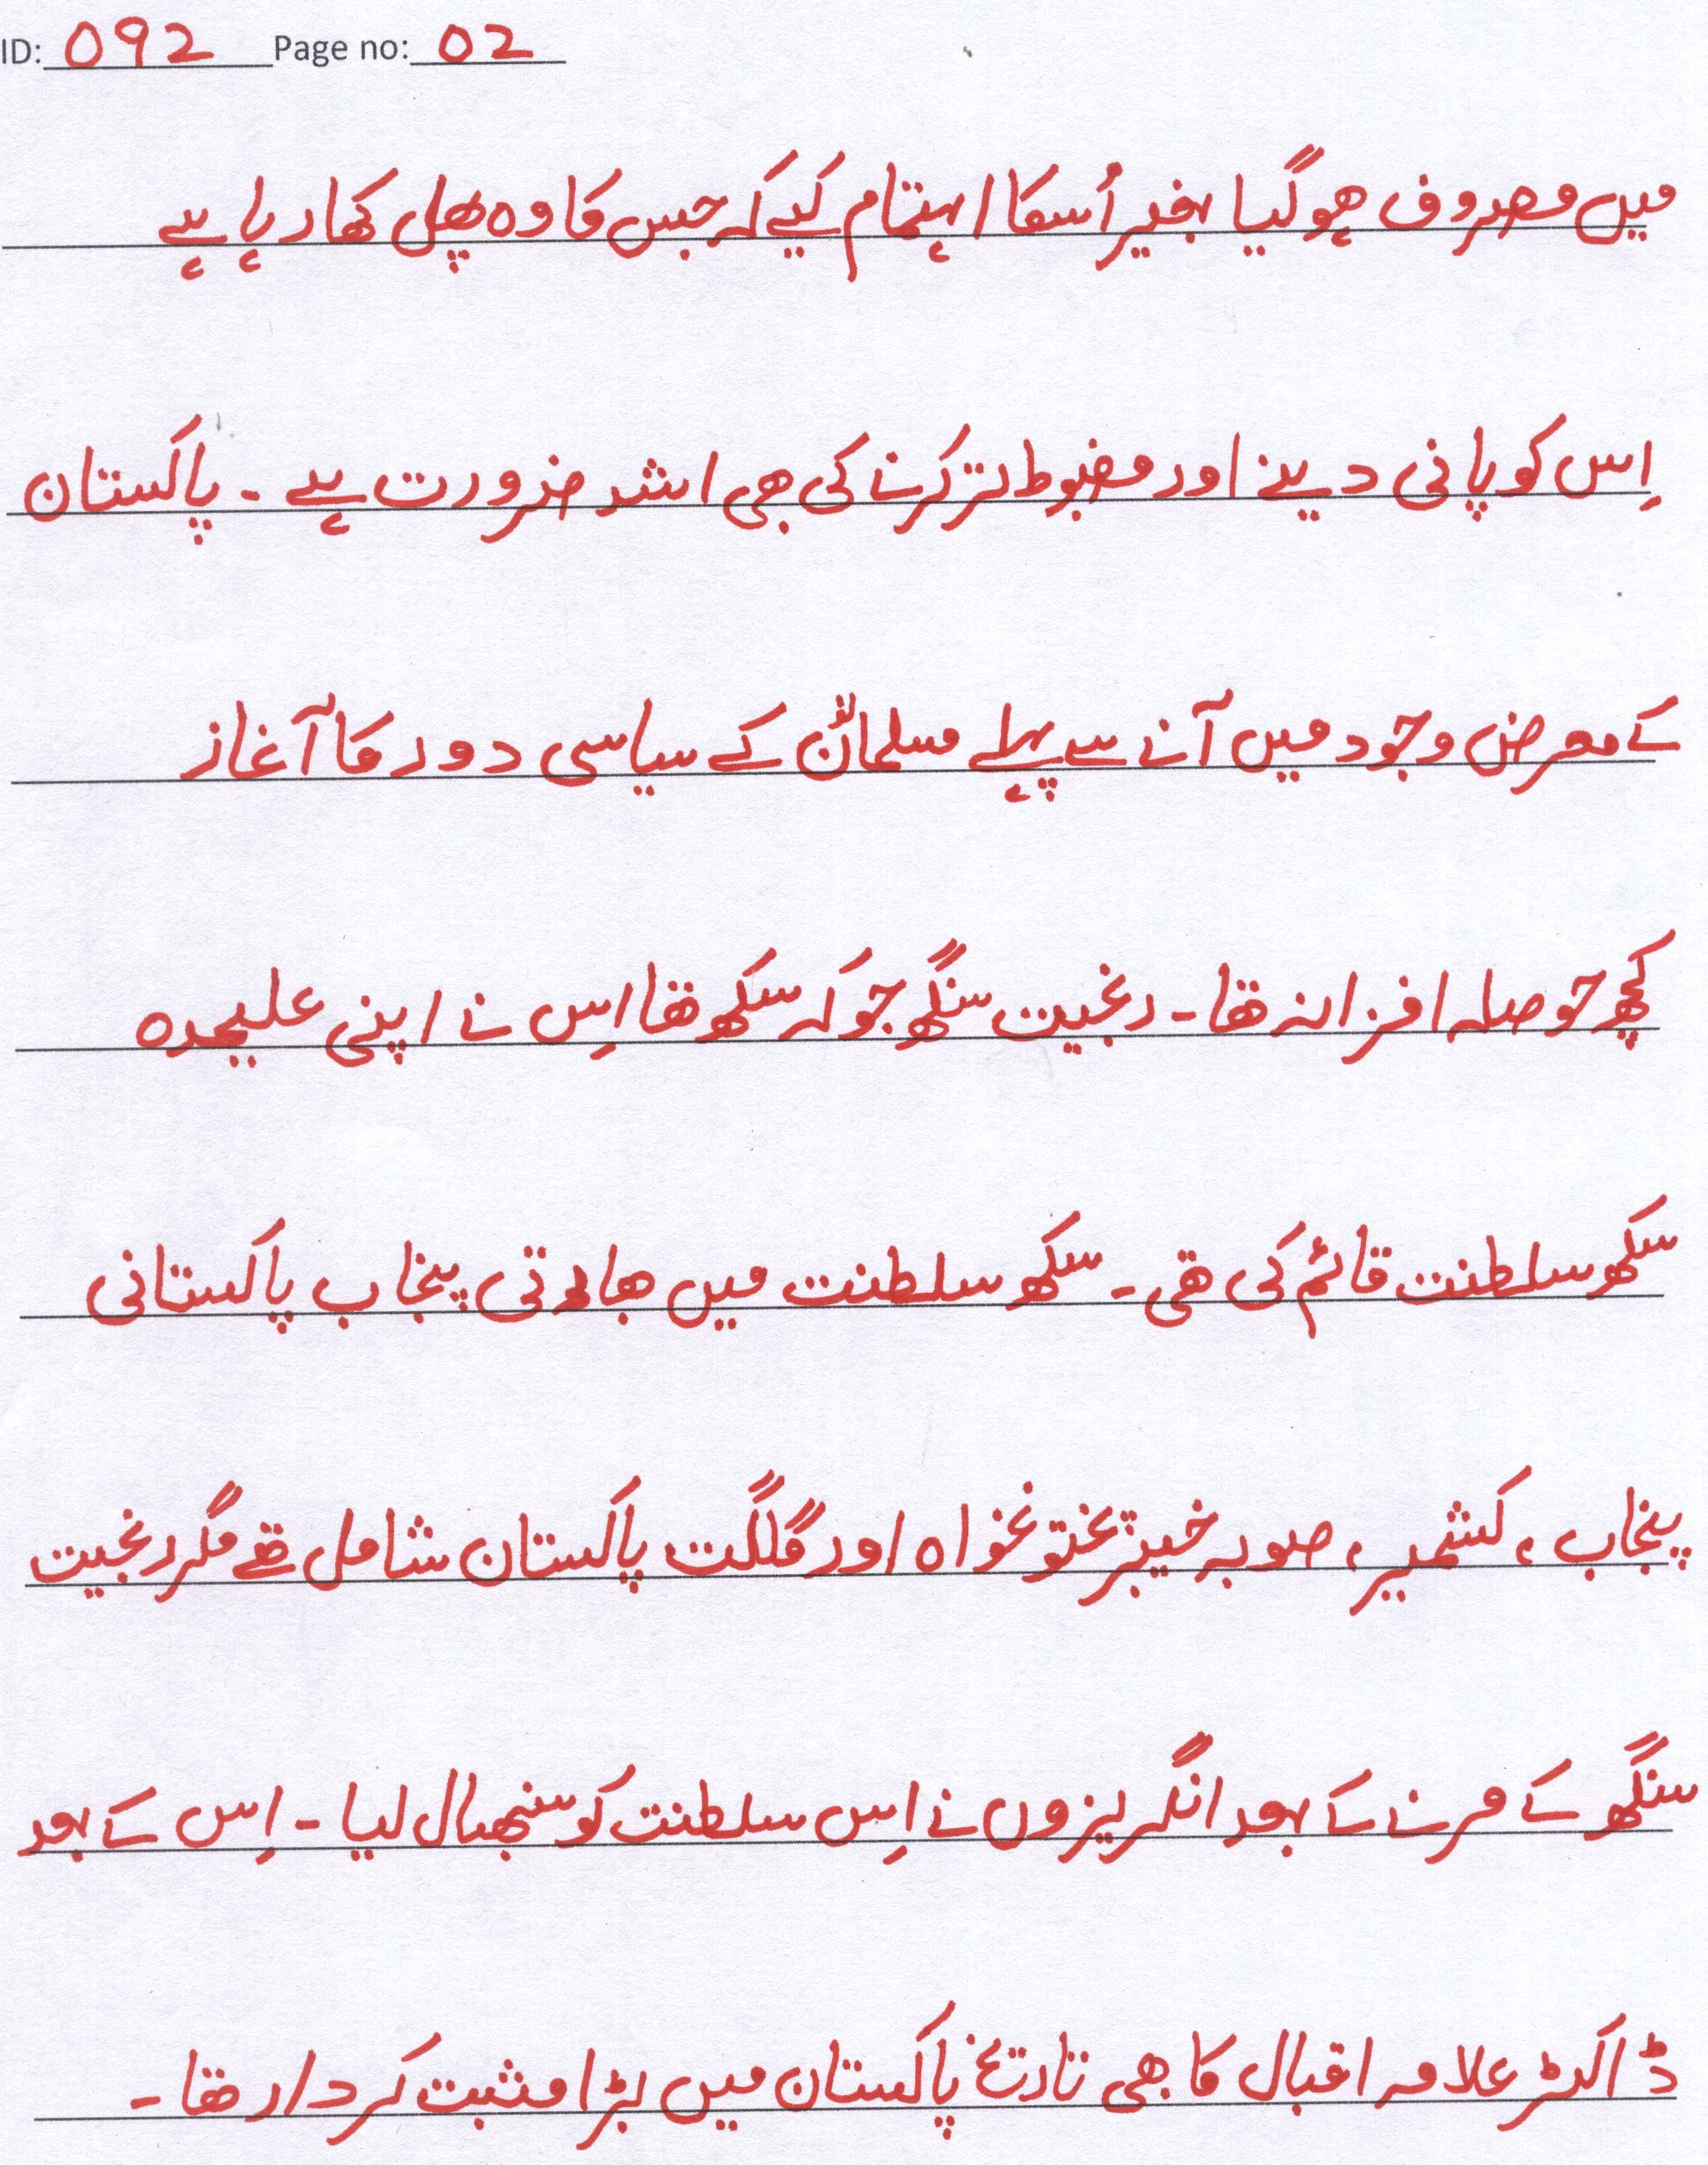 ID: 092 Page no: 02
میں مصروف ہوگیا بغیر اُسکا اہتمام کیے کہ جس کا وہ پھل کھا رہا ہے
اِس کو پانی دینے اور مضبوط تر کرنے کی بھی اشد ضرورت ہے ۔ پاکستان
کے معرض وجود میں آنے سے پہلے مسلمانوں کے سیاسی دور کا آغاز
کچھ حوصلہ افزا نہ تھا ۔ رنجیت سنگھ جو کہ سکھ تھا اِس نے اپنی علیحدہ
سکھ سلطنت قائم کی تھی ۔ سکھ سلطنت میں بھارتی پنجاب پاکستانی
پنجاب ، کشمیر ، صوبہ خیبر پختونخواہ اور گلگت پاکستان شامل تھے مگر رنجیت
سنگھ کے مرنے کے بعد انگریزوں نے اِس سلطنت کو سنبھال لیا ۔ اِس کے بعد
ڈاکٹر علامہ اقبال کا بھی تاریخ پاکستان میں بڑا مثبت کردار تھا ۔